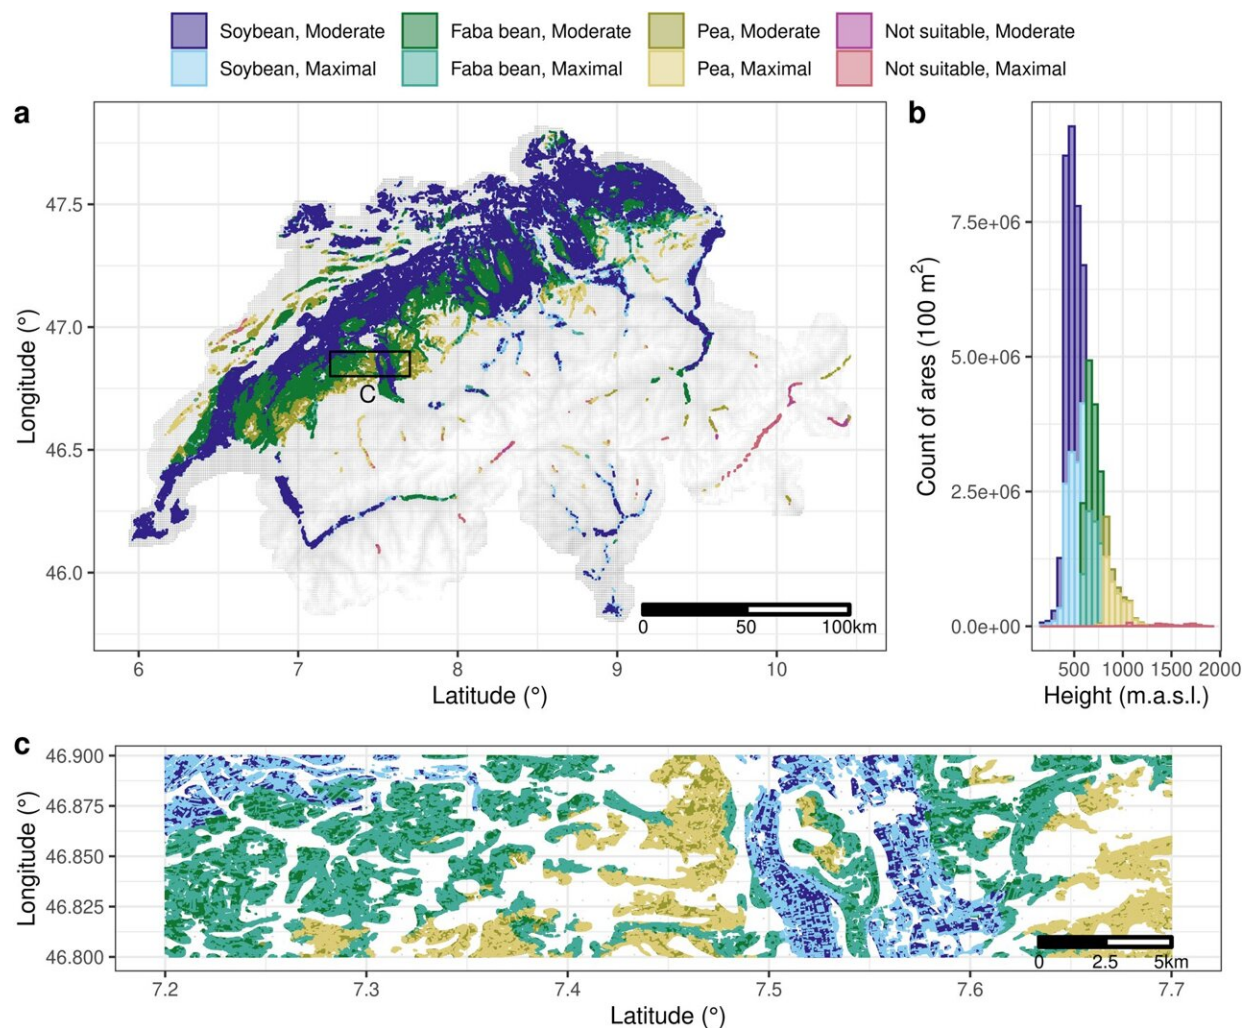 Soybean, Moderate Faba bean, Moderate Pea, Moderate Not suitable, Moderate
Soybean, Maximal Faba bean, Maximal Pea, Maximal Not suitable, Maximal
a
47.5
47.0
46.5
46.0
Longitude (°)
C
0 50 100km
6 7 8 9 10
Latitude (°)
b
7.5e+06
5.0e+06
2.5e+06
0.0e+00
Count of ares (100 m²)
500 1000 1500 2000
Height (m.a.s.l.)
c
46.900
46.875
46.850
46.825
46.800
Longitude (°)
0 2.5 5km
7.2 7.3 7.4 7.5 7.6 7.7
Latitude (°)